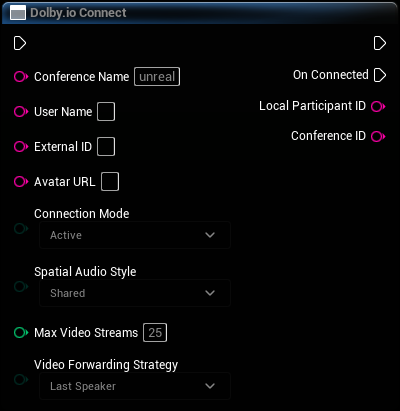 Dolby.io Connect
Conference Name unreal
On Connected
User Name
Local Participant ID
External ID
Conference ID
Avatar URL
Connection Mode
Active
Spatial Audio Style
Shared
Max Video Streams 25
Video Forwarding Strategy
Last Speaker